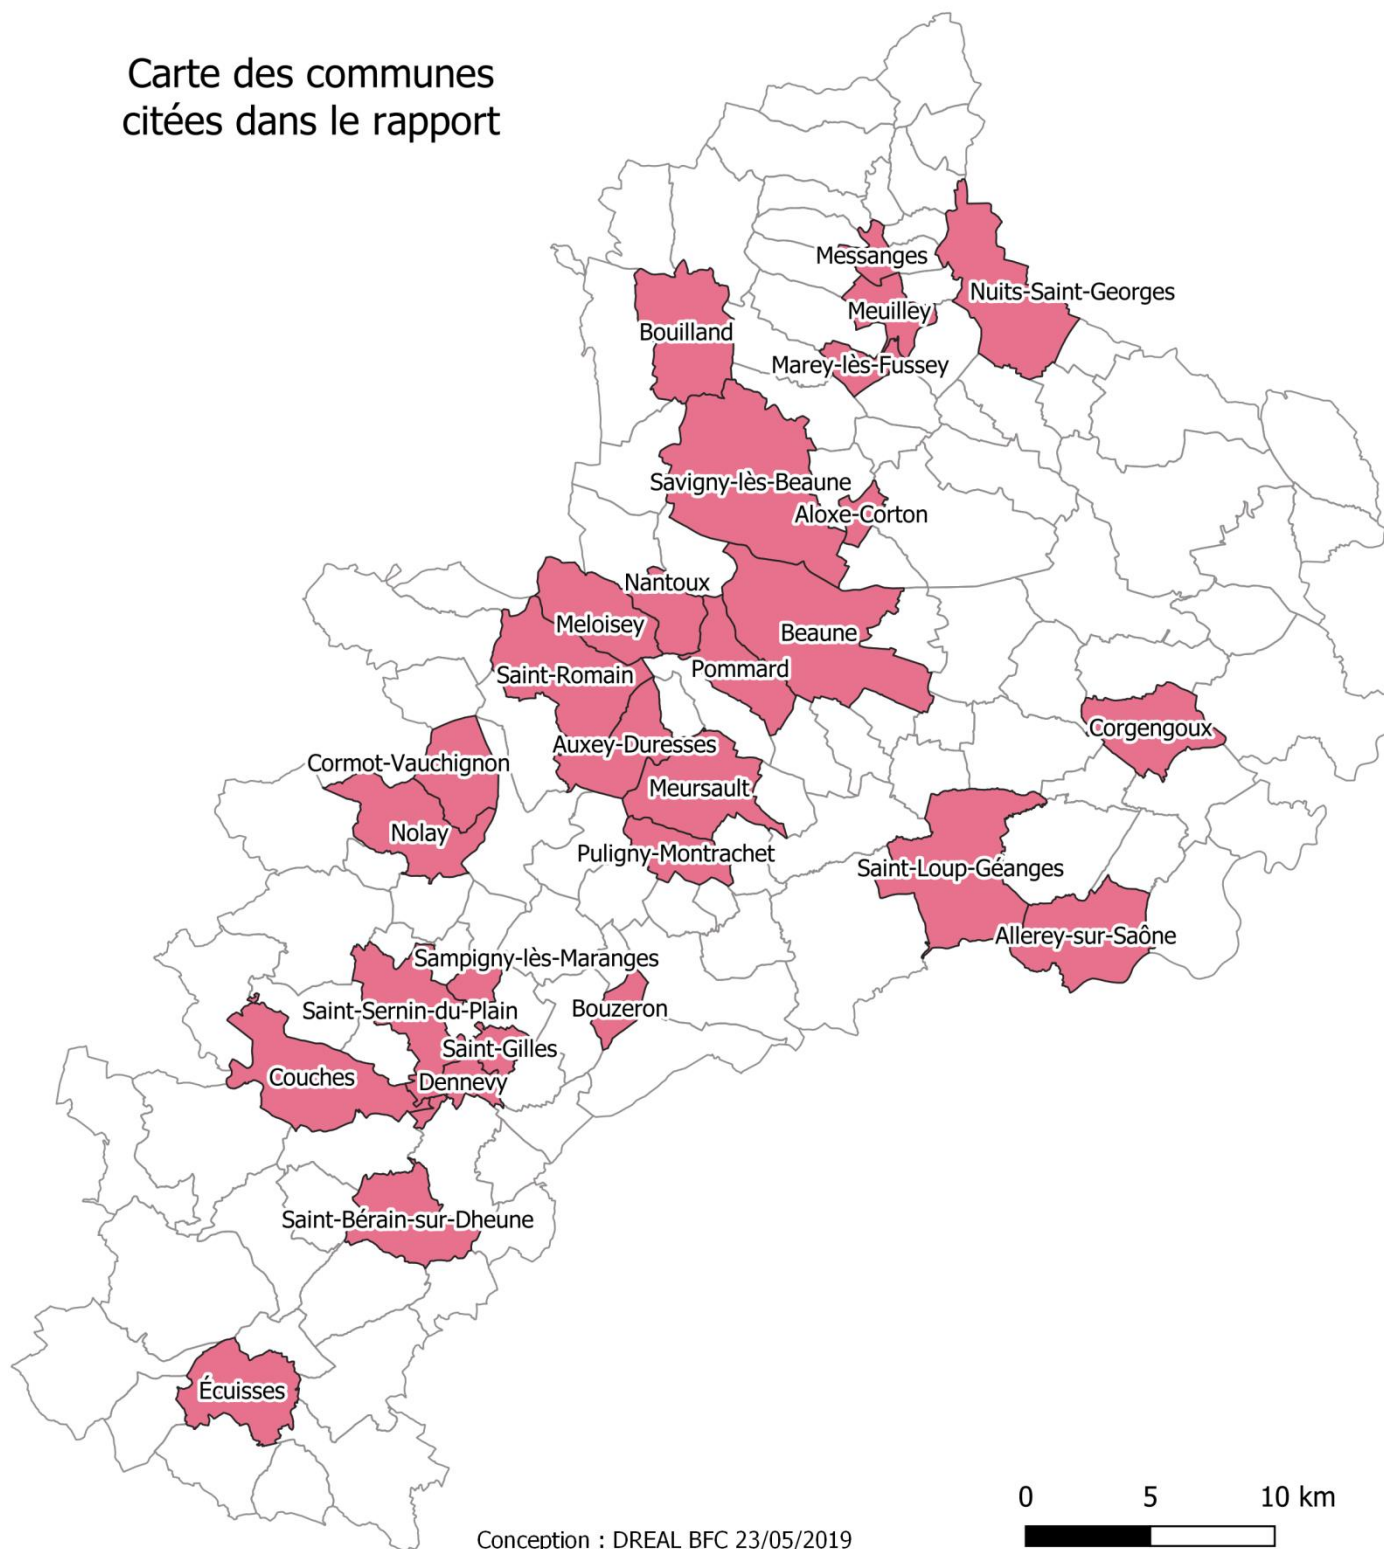 Carte des communes
citées dans le rapport
Messanges
Nuits-Saint-Georges
Meuilley
Bouilland
Marey-lès-Fussey
Savigny-lès-Beaune
Aloxe-Corton
Nantoux
Meloisey
Beaune
Saint-Romain
Pommard
Corgengoux
Auxey-Duresses
Cormot-Vauchignon
Meursault
Nolay
Puligny-Montrachet
Saint-Loup-Géanges
Allerey-sur-Saône
Sampigny-lès-Maranges
Bouzeron
Saint-Sernin-du-Plain
Saint-Gilles
Couches
Dennevy
Saint-Bérain-sur-Dheune
Écuisses
0 5 10 km
Conception : DREAL BFC 23/05/2019